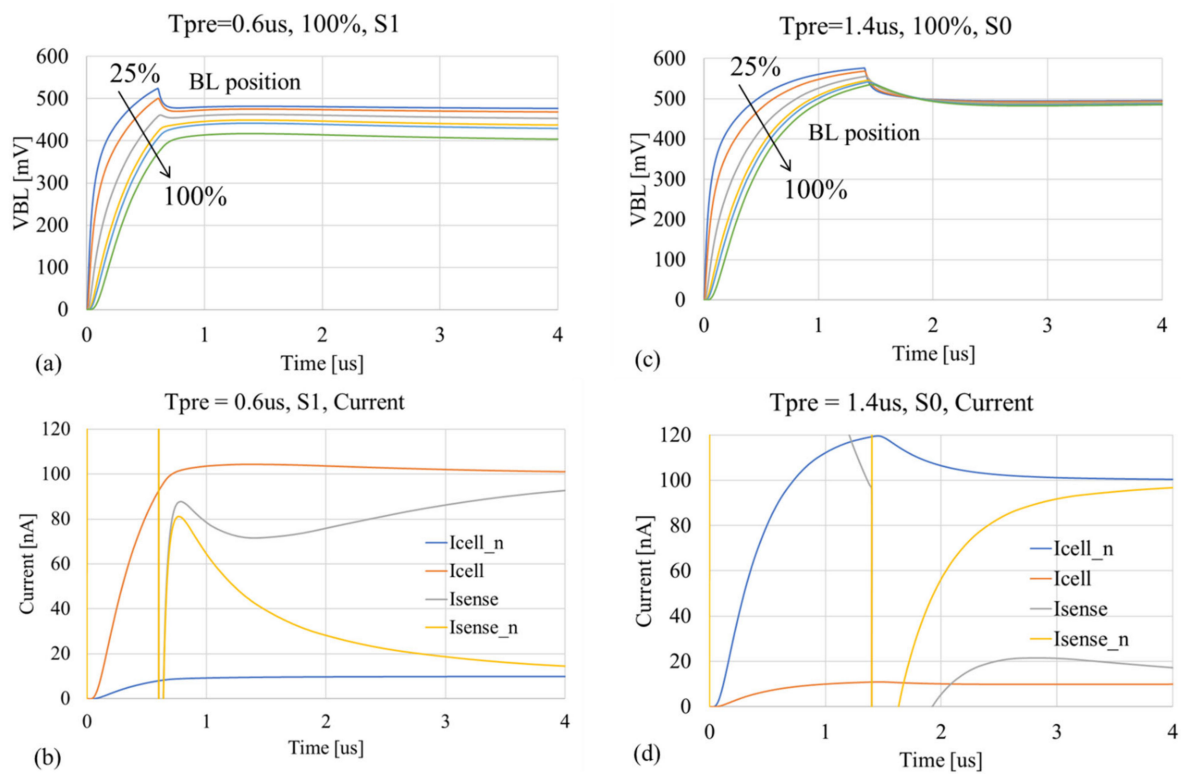 Tpre=0.6us, 100%, S1
600
500
400
300
200
100
0
VBL [mV]
25%
BL position
100%
0 1 2 3 4
Time [us]
(a)
Tpre=1.4us, 100%, S0
600
500
400
300
200
100
0
VBL [mV]
25%
BL position
100%
0 1 2 3 4
Time [us]
(c)
Tpre = 0.6us, S1, Current
120
100
80
60
40
20
0
Current [nA]
Icell_n
Icell
Isense
Isense_n
0 1 2 3 4
Time [us]
(b)
Tpre = 1.4us, S0, Current
120
100
80
60
40
20
0
Current [nA]
Icell_n
Icell
Isense
Isense_n
0 1 2 3 4
Time [us]
(d)